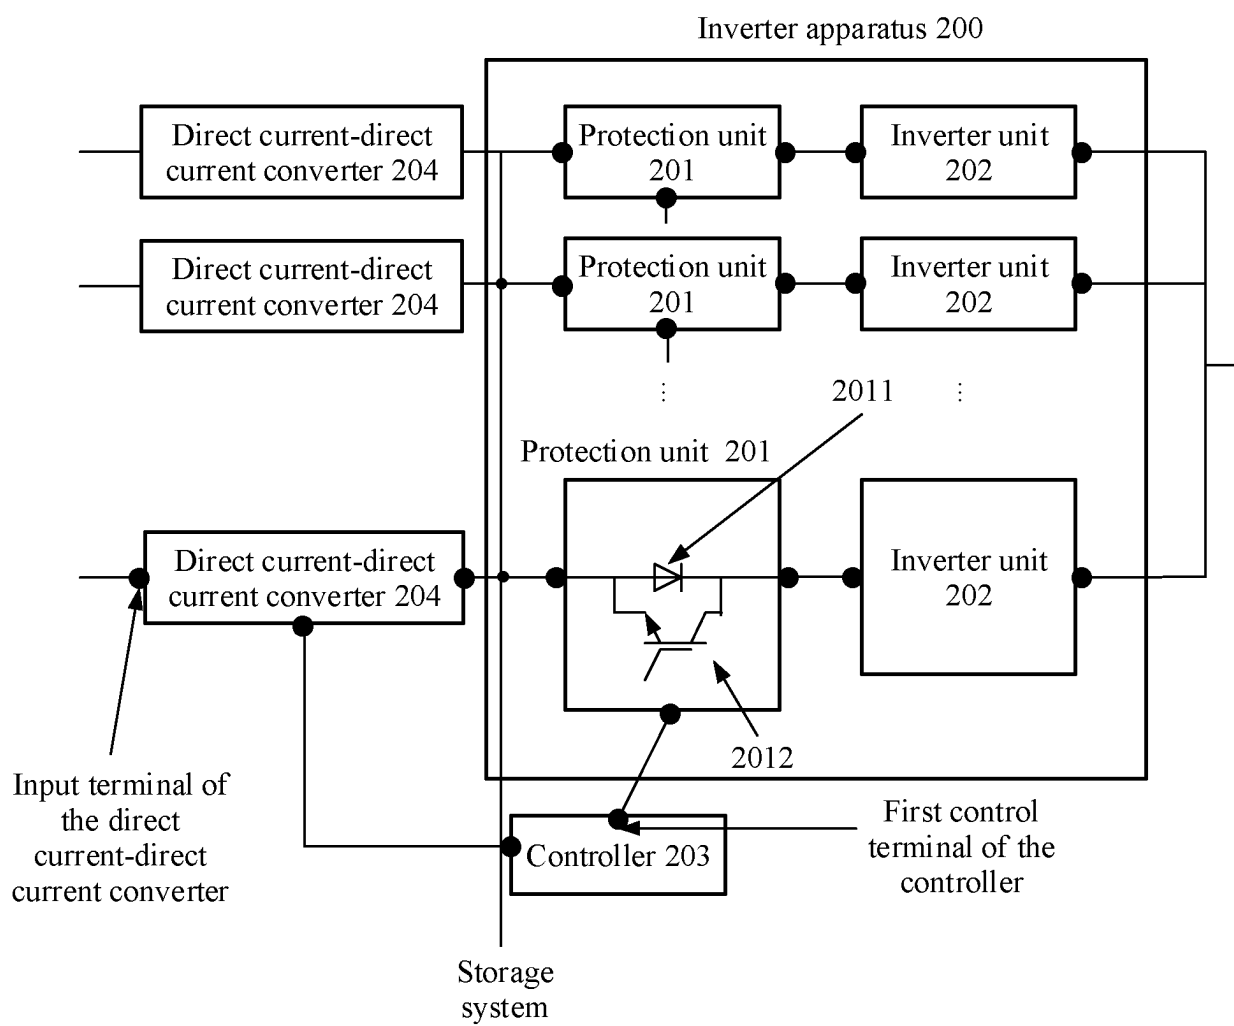 Inverter apparatus 200
Direct current-direct
current converter 204
Protection unit
201
Inverter unit
202
Direct current-direct
current converter 204
Protection unit
201
Inverter unit
202
2011
Protection unit 201
Direct current-direct
current converter 204
Inverter unit
202
2012
Input terminal of
the direct
current-direct
current converter
Controller 203
First control
terminal of the
controller
Storage
system